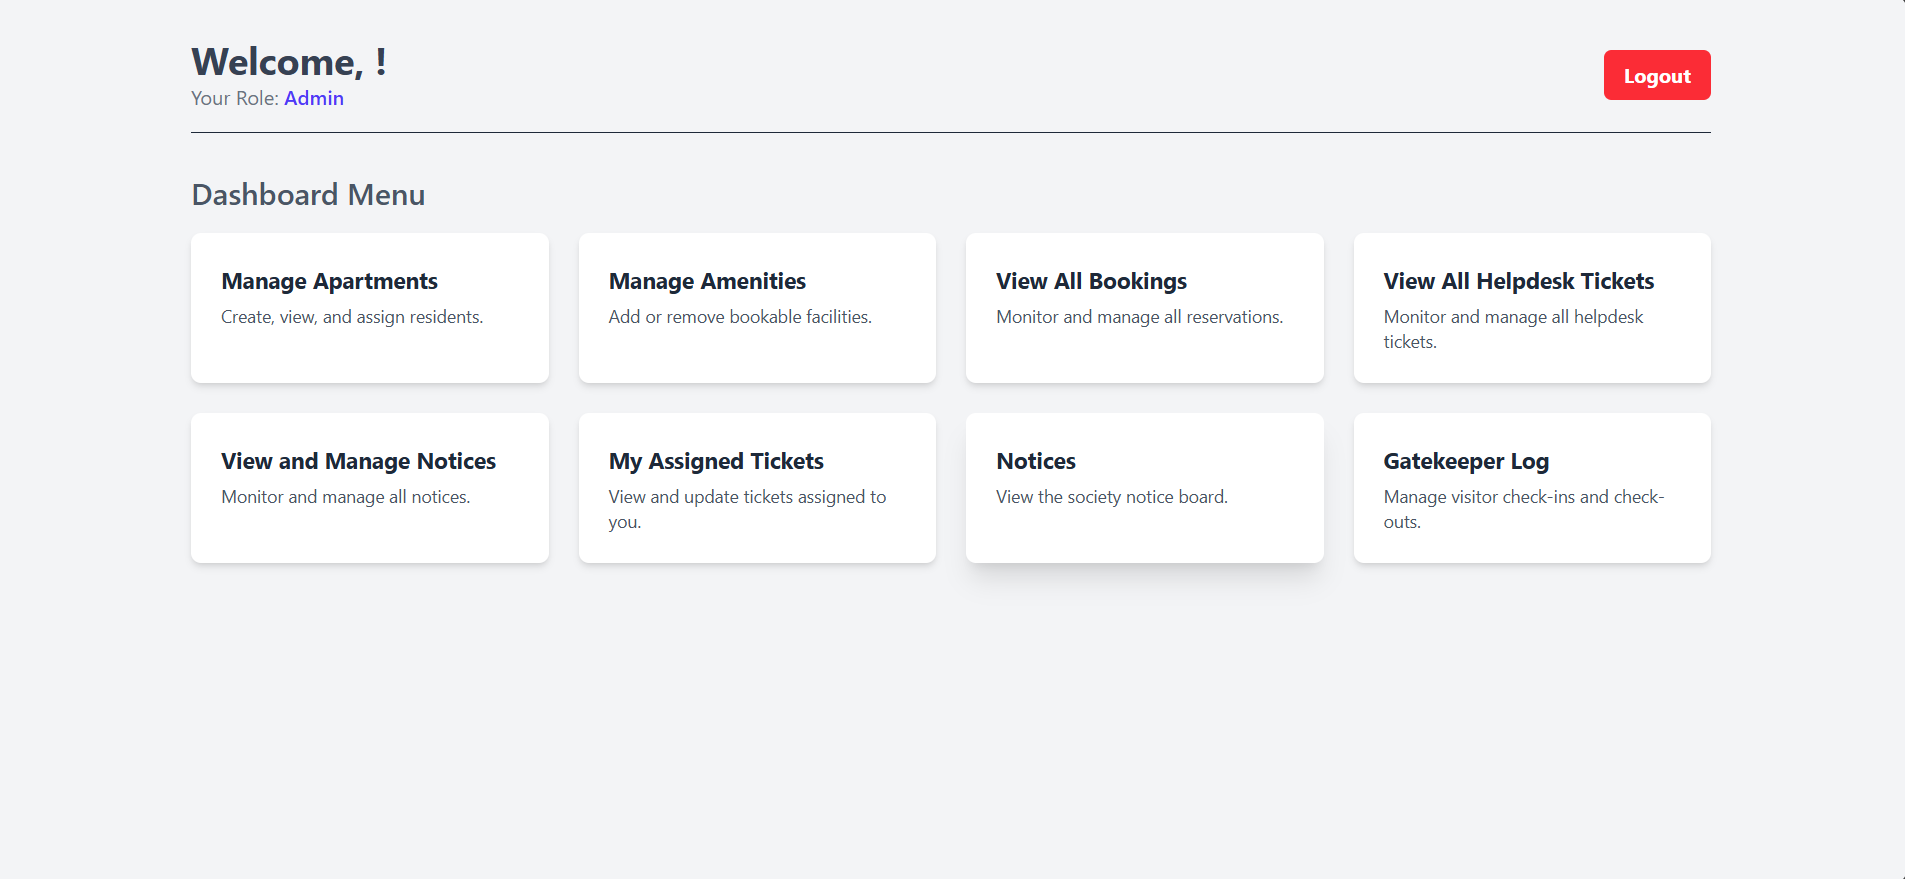 Welcome, !
Your Role: Admin
Logout
Dashboard Menu
Manage Apartments
Create, view, and assign residents.
Manage Amenities
Add or remove bookable facilities.
View All Bookings
Monitor and manage all reservations.
View All Helpdesk Tickets
Monitor and manage all helpdesk
tickets.
View and Manage Notices
Monitor and manage all notices.
My Assigned Tickets
View and update tickets assigned to
you.
Notices
View the society notice board.
Gatekeeper Log
Manage visitor check-ins and check-
outs.